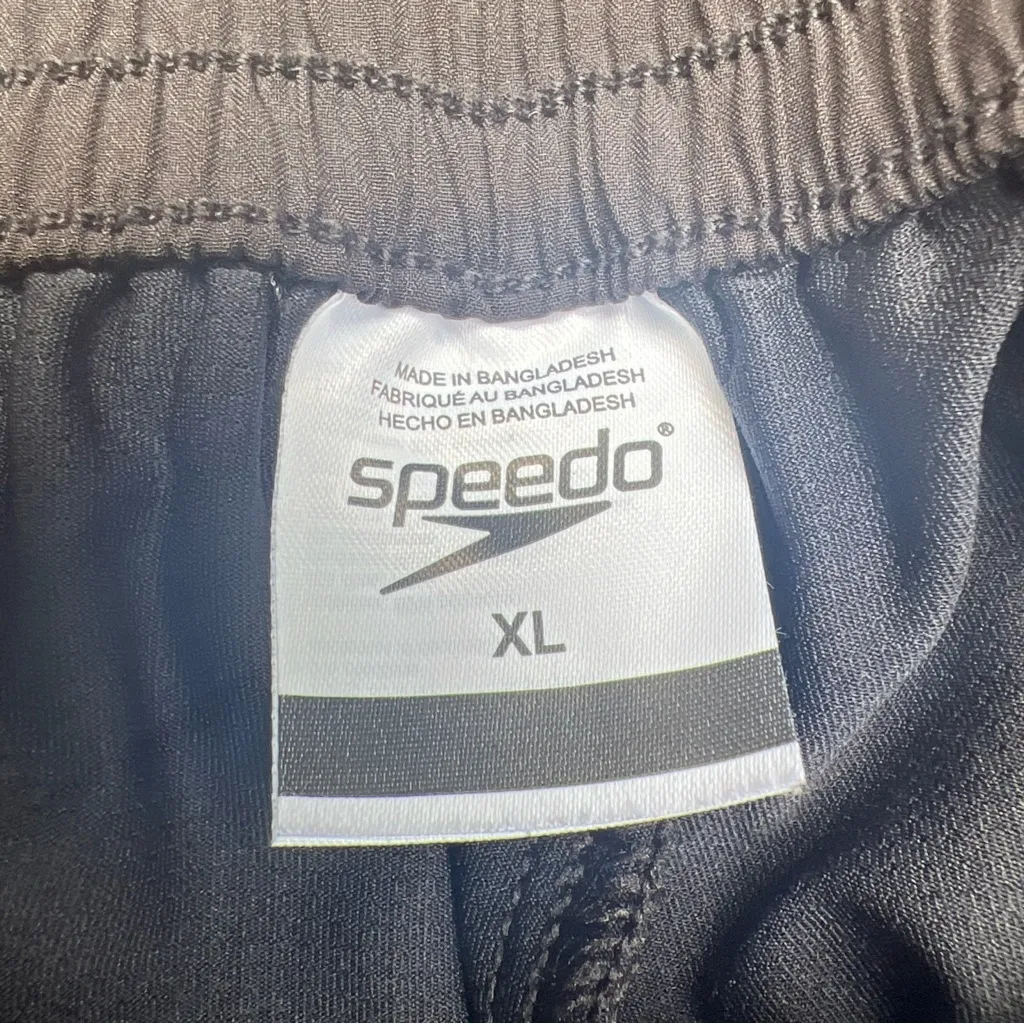 MADE IN BANGLADESH
FABRIQUÉ AU BANGLADESH
HECHO EN BANGLADESH
speedo®
XL